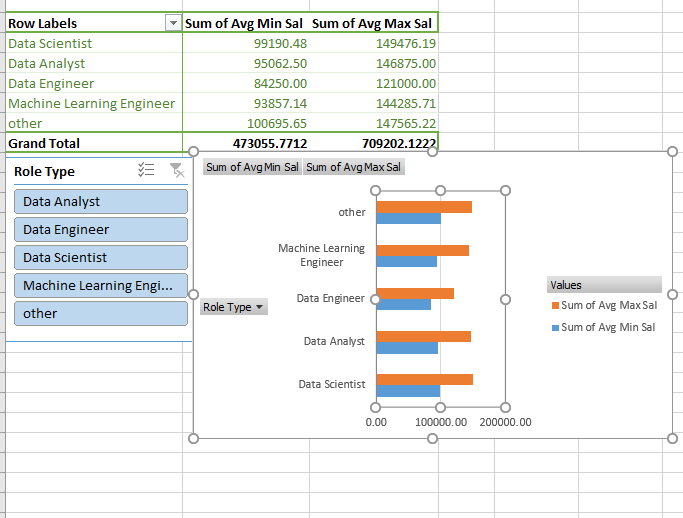 Row Labels Sum of Avg Min Sal Sum of Avg Max Sal
Data Scientist 99190.48 149476.19
Data Analyst 95062.50 146875.00
Data Engineer 84250.00 121000.00
Machine Learning Engineer 93857.14 144285.71
other 100695.65 147565.22
Grand Total 473055.7712 709202.1222
Role Type
Data Analyst
Data Engineer
Data Scientist
Machine Learning Engi...
other
Sum of Avg Min Sal Sum of Avg Max Sal
other
Machine Learning
Engineer
Data Engineer
Data Analyst
Data Scientist
0.00 100000.00 200000.00
Role Type
Values
Sum of Avg Max Sal
Sum of Avg Min Sal